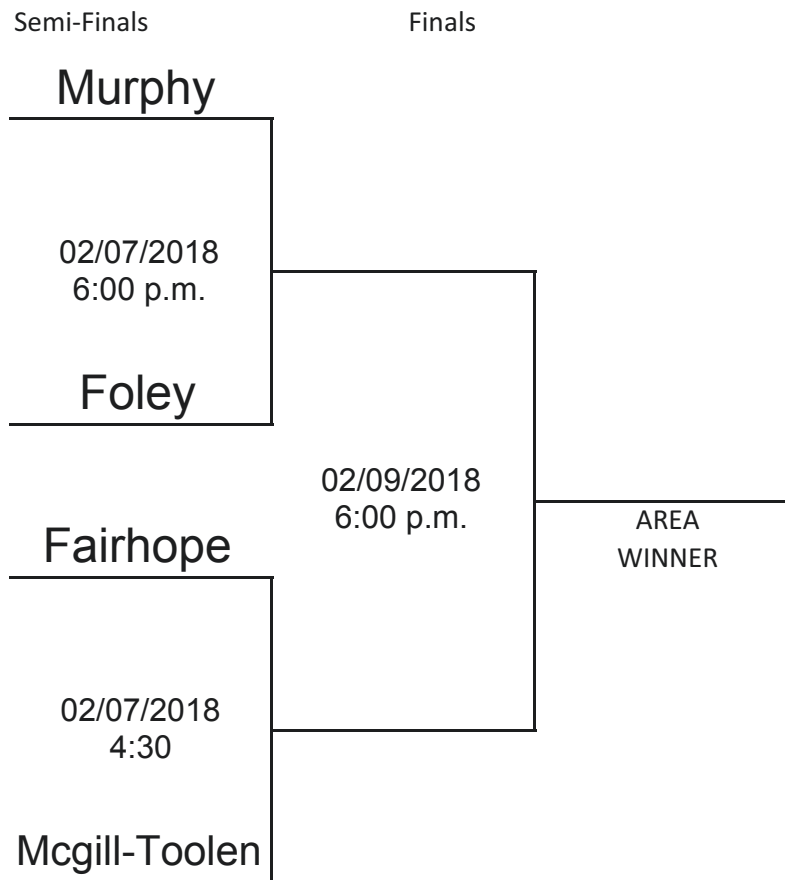 Semi-Finals
Finals
Murphy
02/07/2018
6:00 p.m.
Foley
02/09/2018
6:00 p.m.
AREA
WINNER
Fairhope
02/07/2018
4:30
Mcgill-Toolen